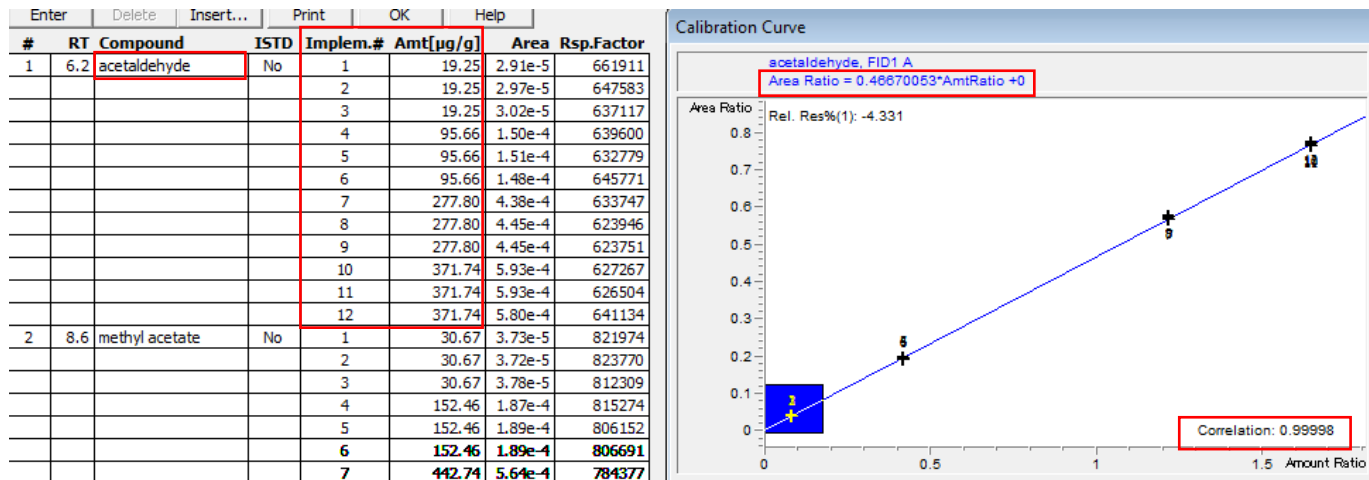 Enter Delete Insert... Print OK Help
# RT Compound ISTD Implem.# Amt[µg/g] Area Rsp.Factor
1 6.2 acetaldehyde No 1 19.25 2.91e-5 661911
2 19.25 2.97e-5 647583
3 19.25 3.02e-5 637117
4 95.66 1.50e-4 639600
5 95.66 1.51e-4 632779
6 95.66 1.48e-4 645771
7 277.80 4.38e-4 633747
8 277.80 4.45e-4 623946
9 277.80 4.45e-4 623751
10 371.74 5.93e-4 627267
11 371.74 5.93e-4 626504
12 371.74 5.80e-4 641134
2 8.6 methyl acetate No 1 30.67 3.73e-5 821974
2 30.67 3.72e-5 823770
3 30.67 3.78e-5 812309
4 152.46 1.87e-4 815274
5 152.46 1.89e-4 806152
6 152.46 1.89e-4 806691
7 442.74 5.64e-4 784377
Calibration Curve
acetaldehyde, FID1 A
Area Ratio = 0.46670053*AmtRatio +0
Area Ratio
Rel. Res%(1): -4.331
0.8
0.7
0.6
0.5
0.4
0.3
0.2
0.1
0
Correlation: 0.99998
0 0.5 1 1.5 Amount Ratio